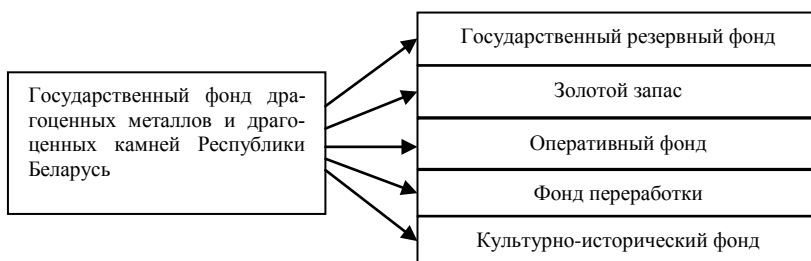 Государственный фонд дра-
гоценных металлов и драго-
ценных камней Республики
Беларусь
Государственный резервный фонд
Золотой запас
Оперативный фонд
Фонд переработки
Культурно-исторический фонд